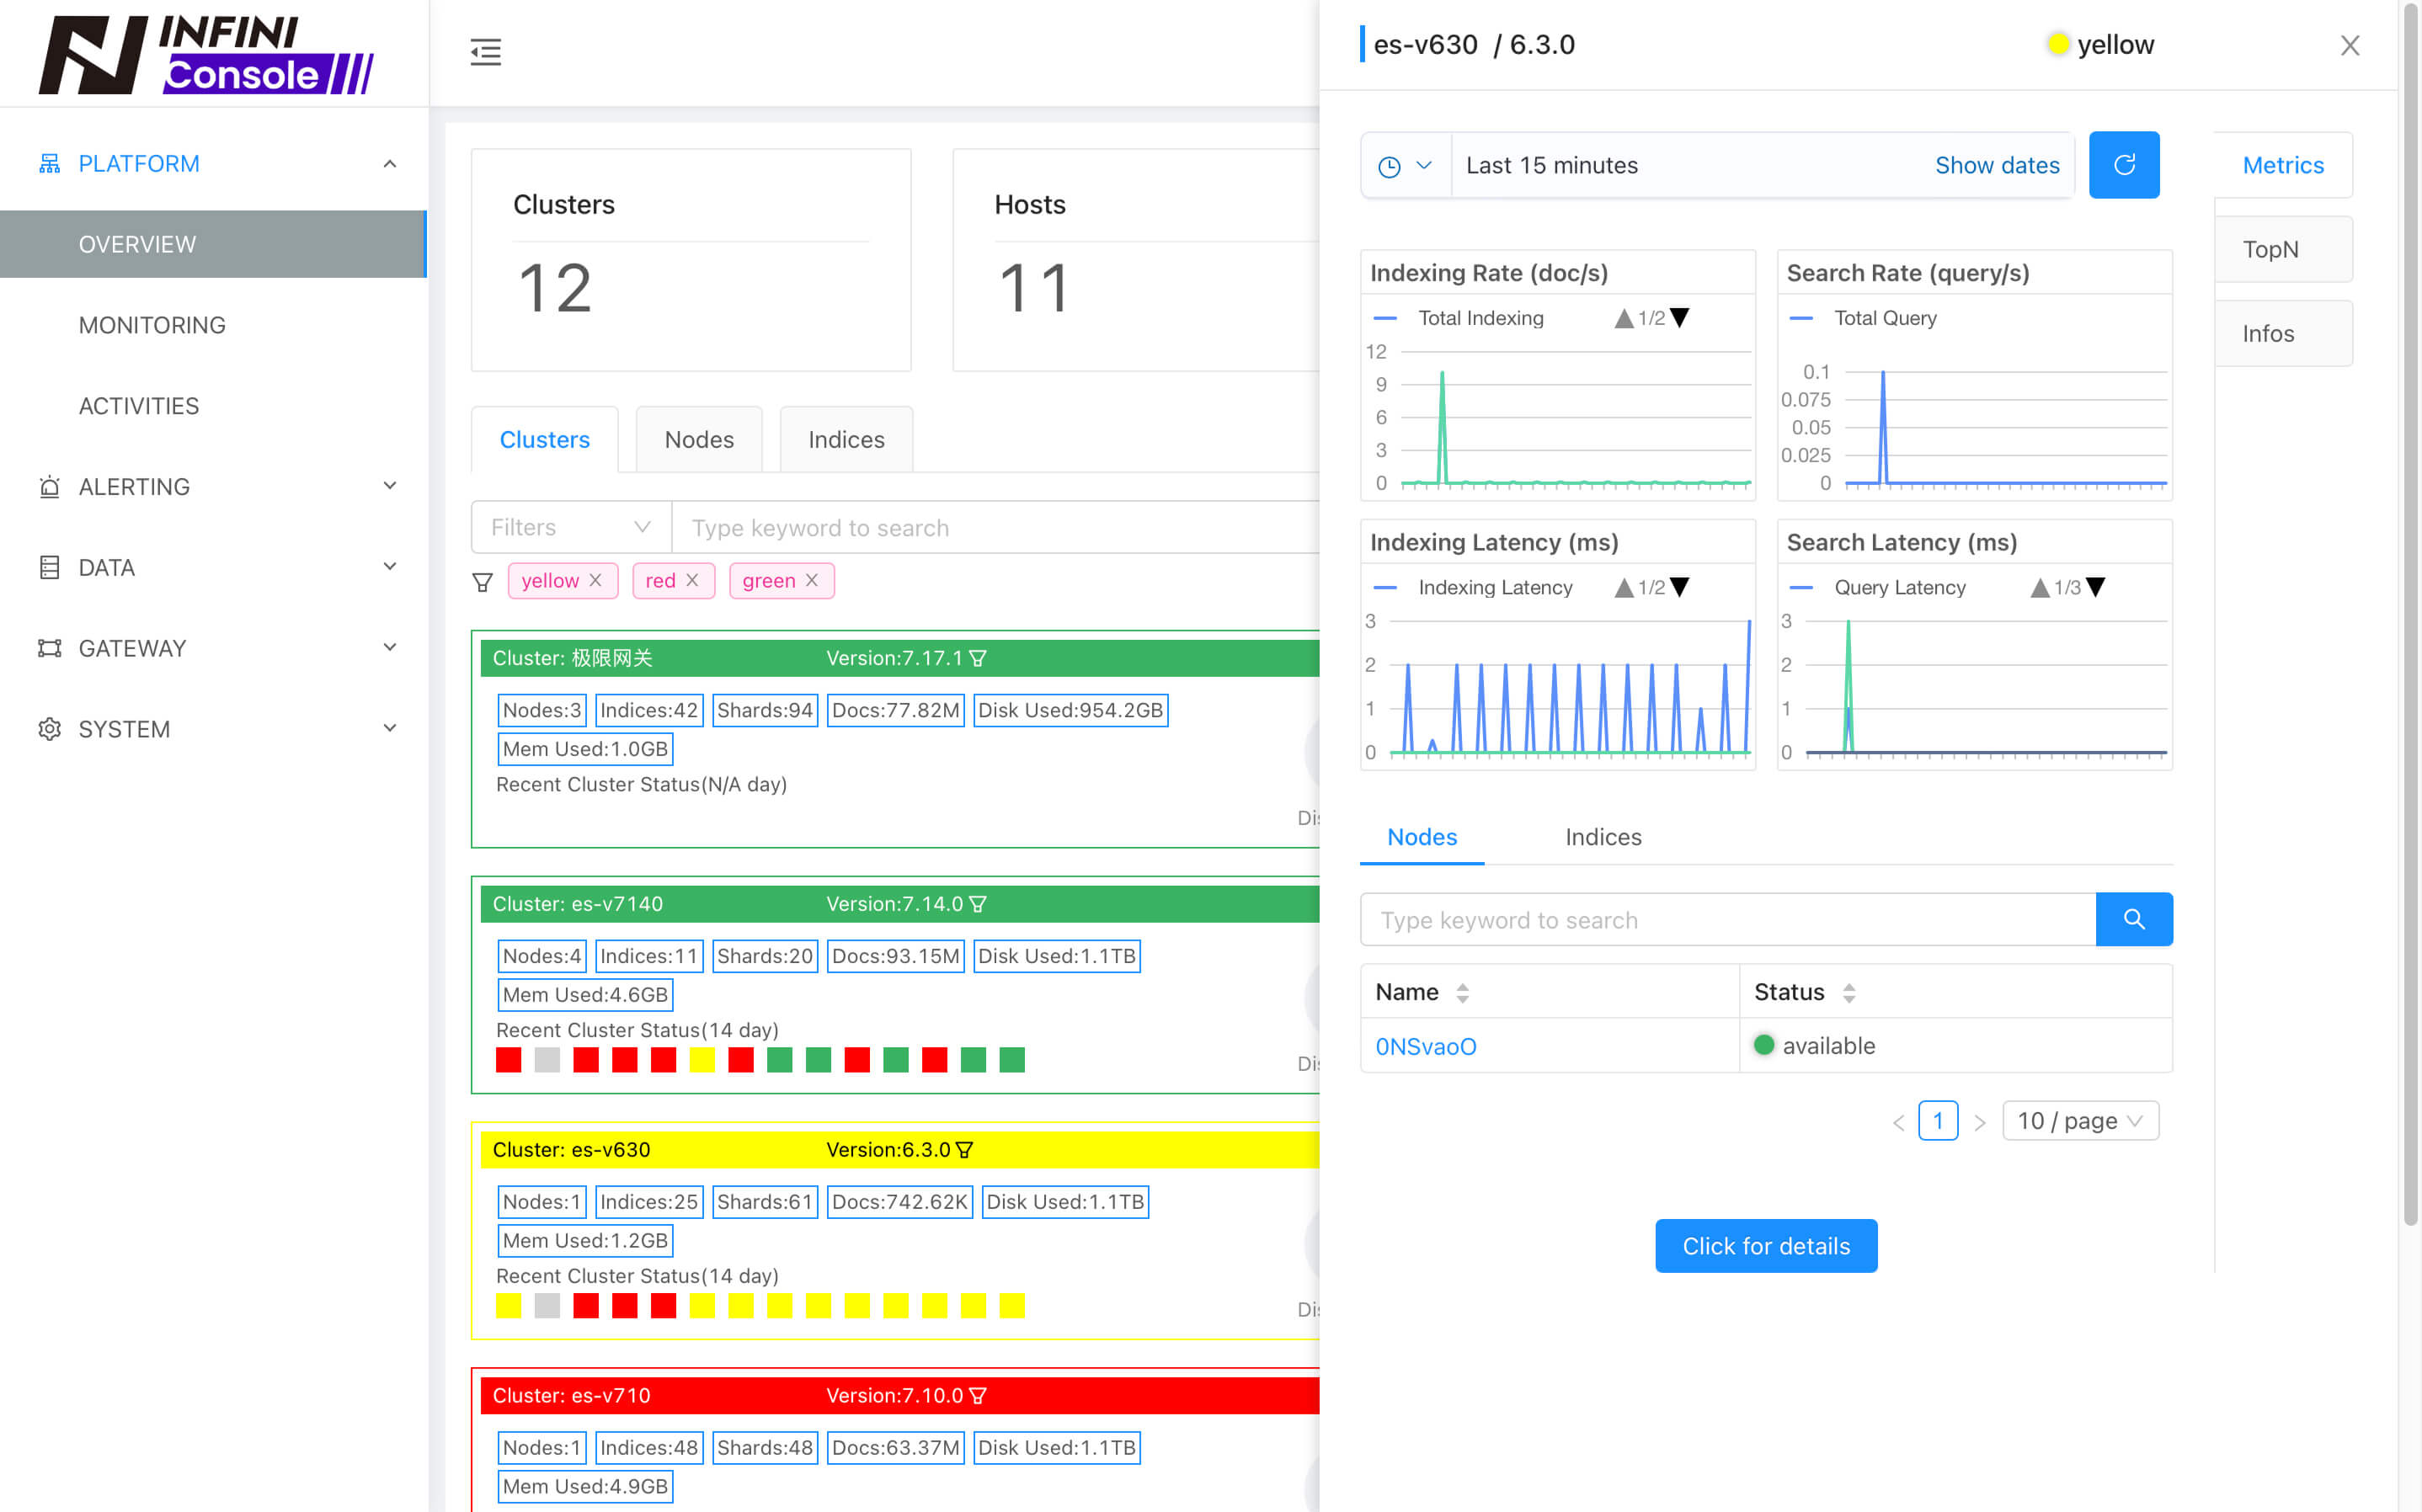 INFINI
Console
PLATFORM
OVERVIEW
MONITORING
ACTIVITIES
ALERTING
DATA
GATEWAY
SYSTEM
Clusters
12
Hosts
11
Clusters
Nodes
Indices
Filters
Type keyword to search
yellow
red
green
Cluster: 极限网关 Version:7.17.1
Nodes:3 Indices:42 Shards:94 Docs:77.82M Disk Used:954.2GB
Mem Used:1.0GB
Recent Cluster Status(N/A day)
Cluster: es-v7140 Version:7.14.0
Nodes:4 Indices:11 Shards:20 Docs:93.15M Disk Used:1.1TB
Mem Used:4.6GB
Recent Cluster Status(14 day)
Cluster: es-v630 Version:6.3.0
Nodes:1 Indices:25 Shards:61 Docs:742.62K Disk Used:1.1TB
Mem Used:1.2GB
Recent Cluster Status(14 day)
Cluster: es-v710 Version:7.10.0
Nodes:1 Indices:48 Shards:48 Docs:63.37M Disk Used:1.1TB
Mem Used:4.9GB
es-v630 / 6.3.0
yellow
Last 15 minutes
Show dates
Metrics
TopN
Infos
Indexing Rate (doc/s)
Total Indexing 1/2
12
9
6
3
0
Search Rate (query/s)
Total Query
0.1
0.075
0.05
0.025
0
Indexing Latency (ms)
Indexing Latency 1/2
3
2
1
0
Search Latency (ms)
Query Latency 1/3
3
2
1
0
Nodes
Indices
Type keyword to search
Name Status
0NSvaoO available
1
10 / page
Click for details